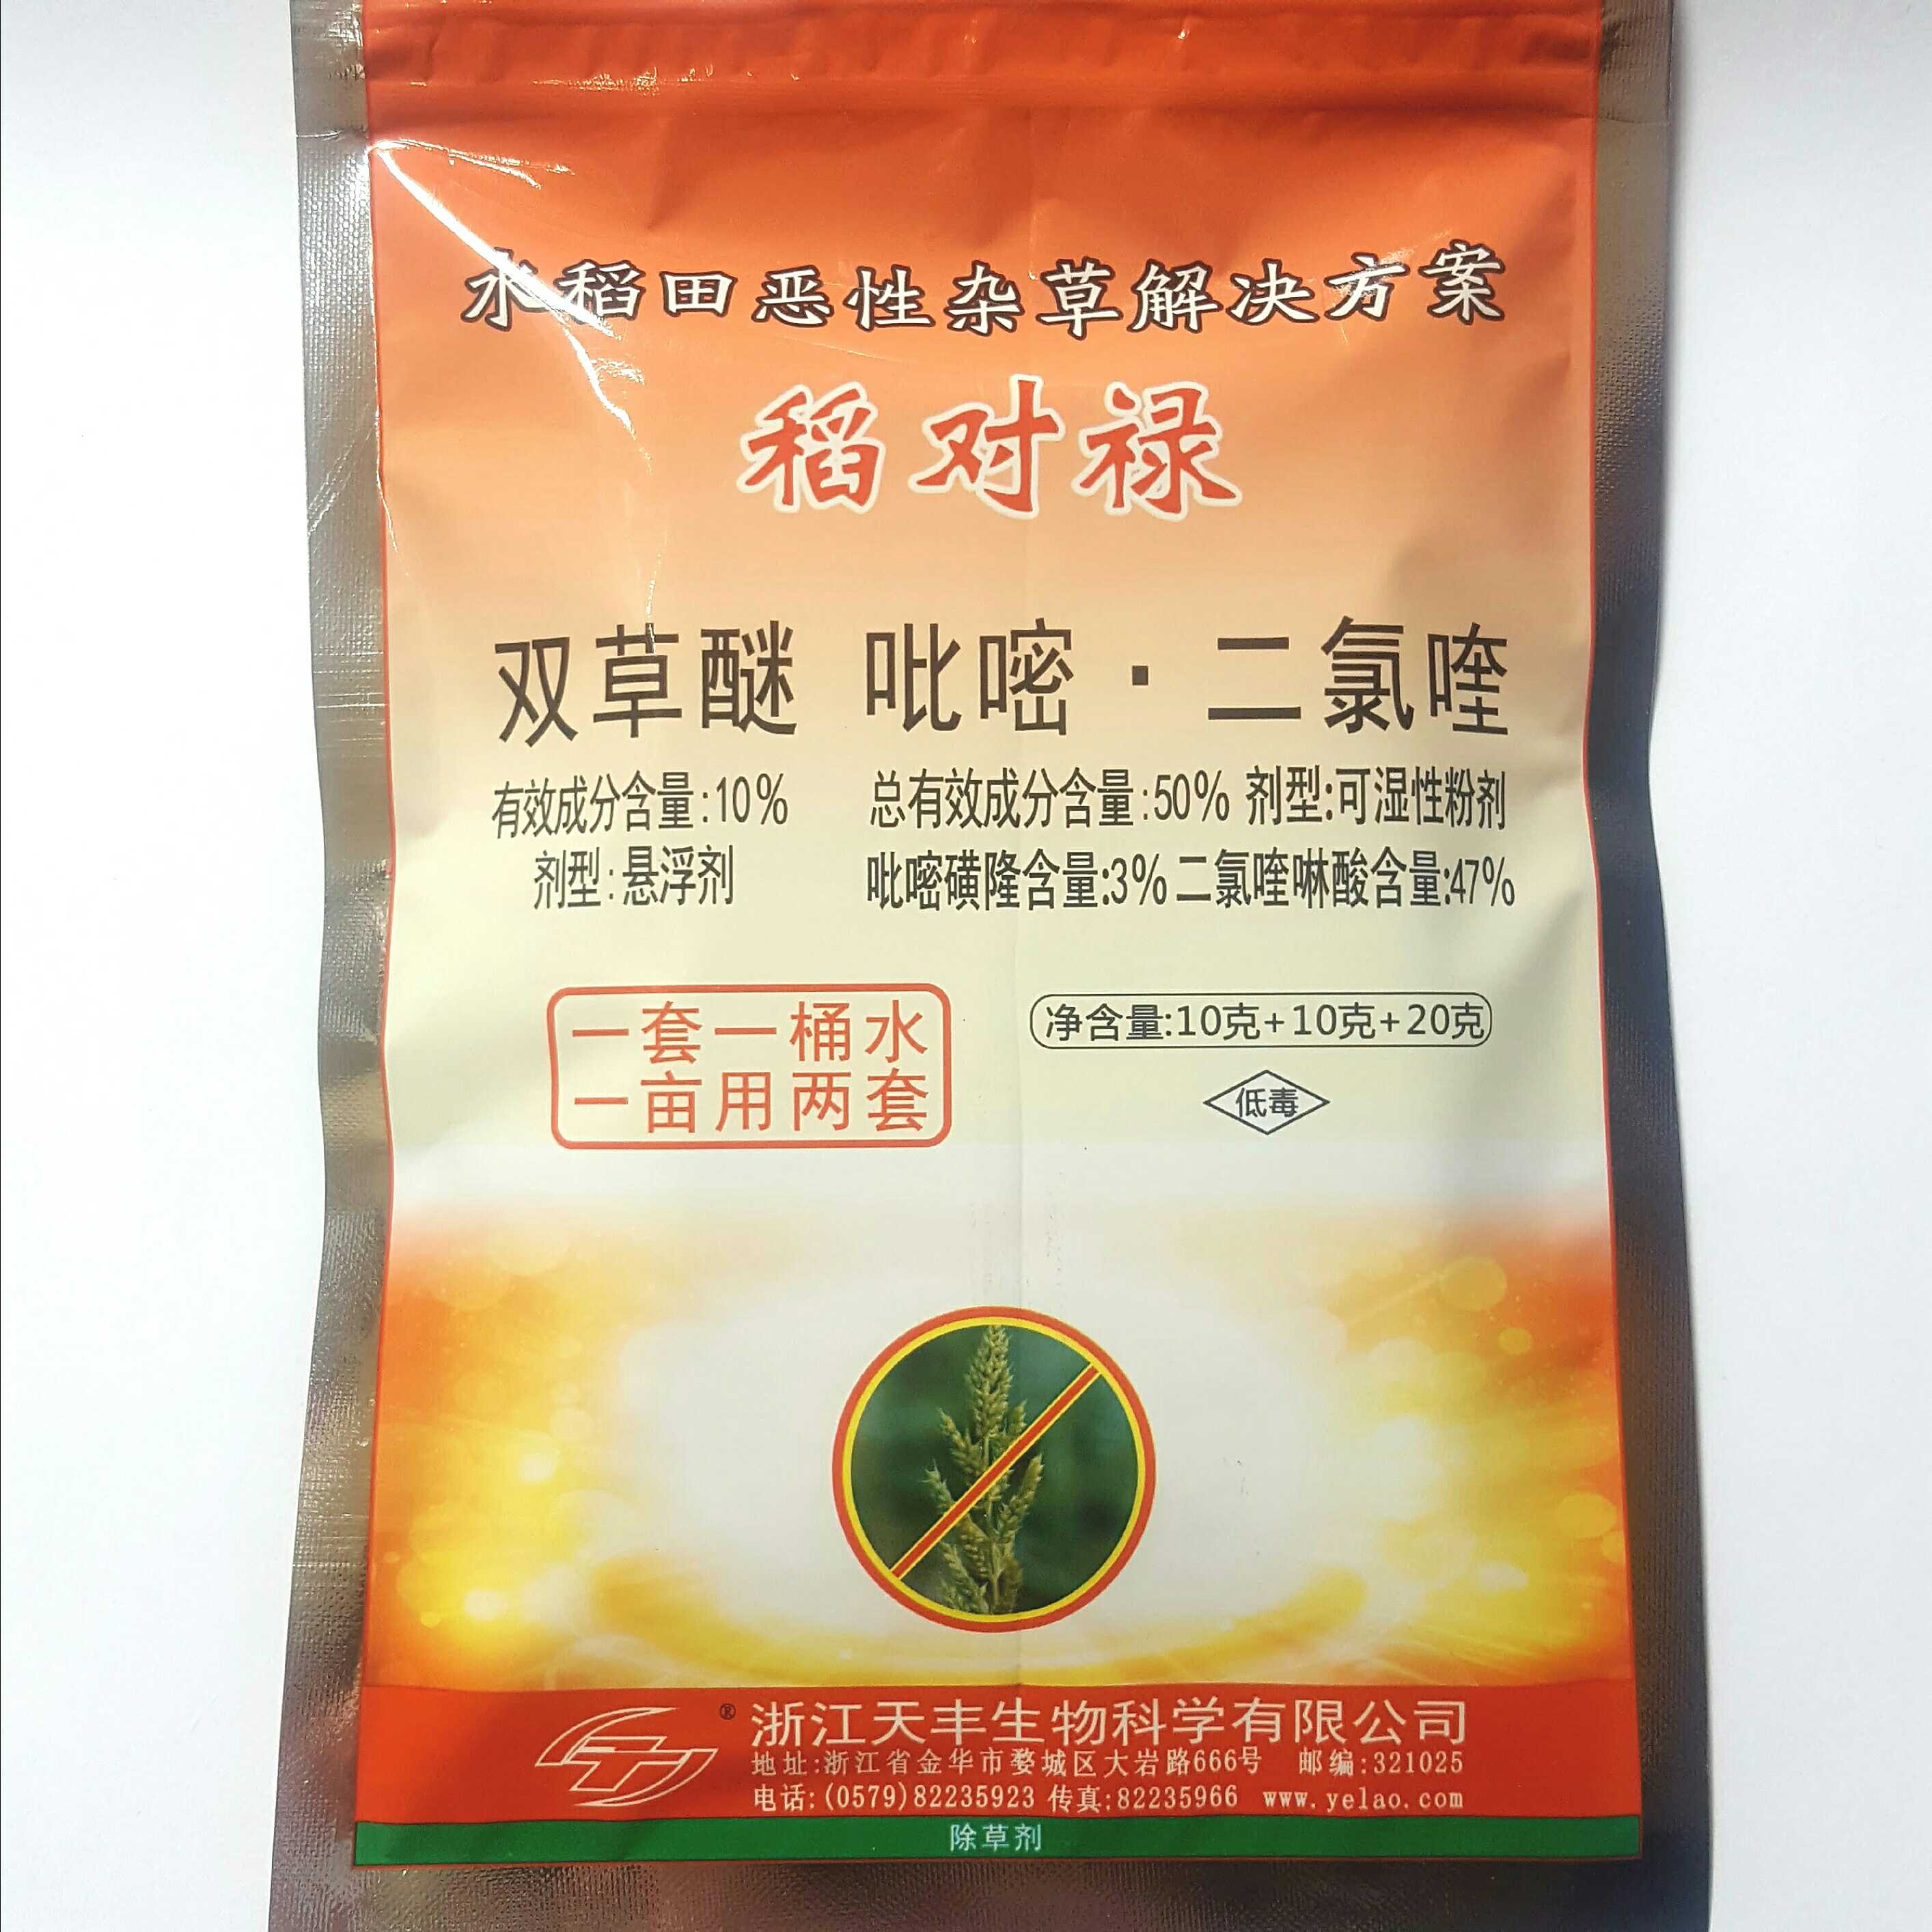 水稻田恶性杂草解决方案
稻对禄
双草醚 吡嘧·二氯喹
有效成分含量:10% 总有效成分含量:50% 剂型:可湿性粉剂
剂型:悬浮剂 吡嘧磺隆含量:3% 二氯喹啉酸含量:47%
一套一桶水
一亩用两套
净含量:10克+10克+20克
低毒
® 浙江天丰生物科学有限公司
地址:浙江省金华市婺城区大岩路666号 邮编:321025
电话:(0579)82235923 传真:82235966 www.yelao.com
除草剂